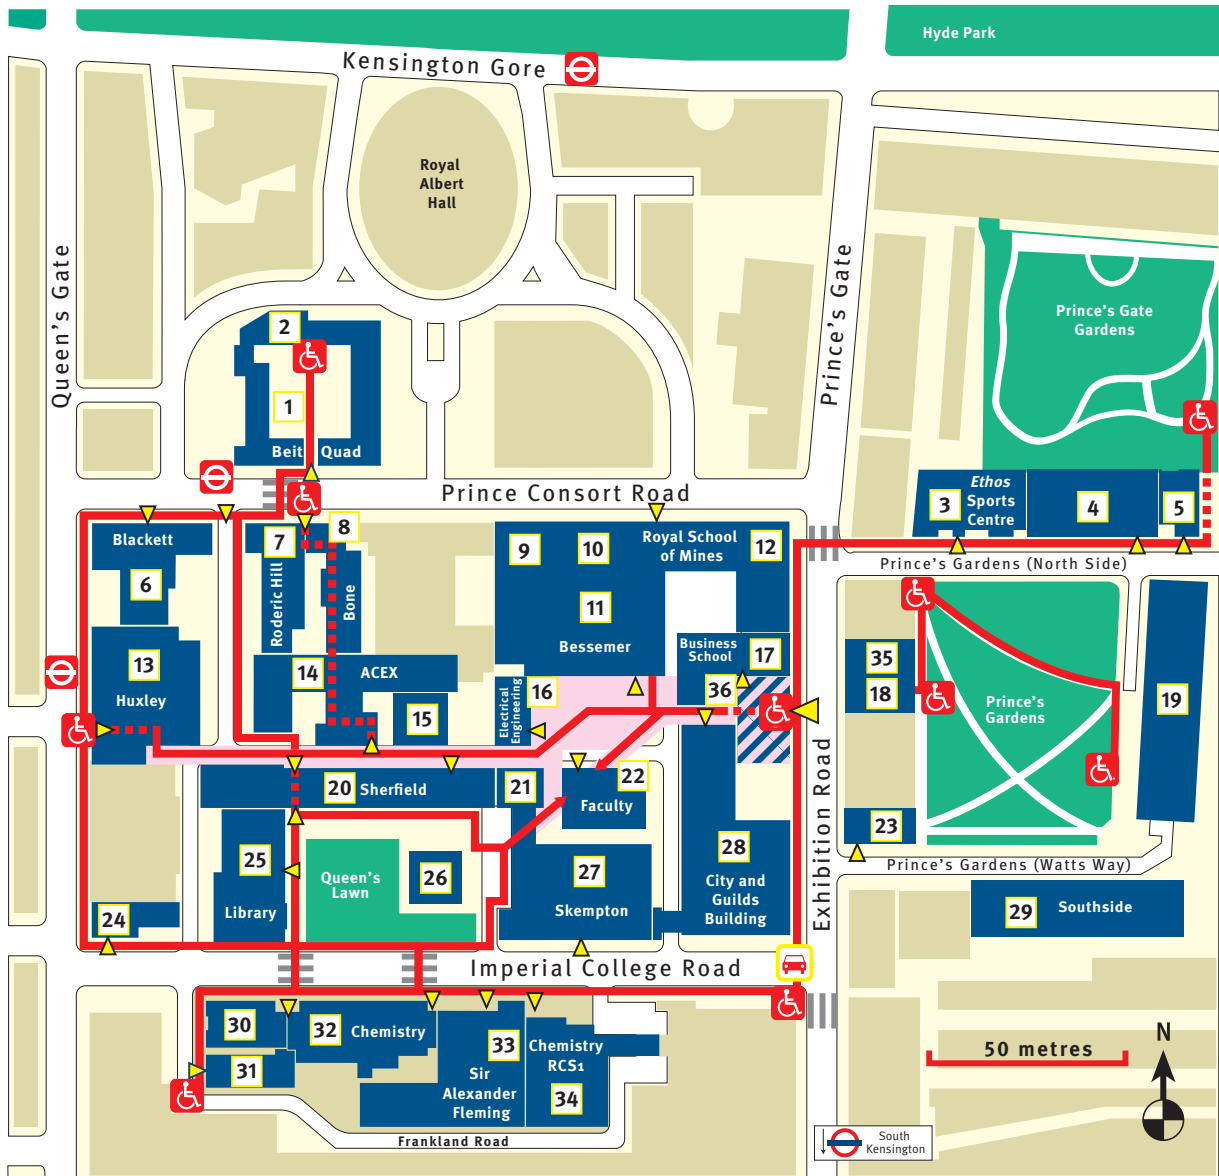 Hyde Park
Kensington Gore
Royal
Albert
Hall
Queen's Gate
Prince's Gate
Prince's Gate
Gardens
2
1
Beit Quad
Prince Consort Road
3
Ethos
Sports
Centre
4
5
Prince's Gardens (North Side)
Blackett
6
7
8
Roderic Hill
Bone
9
10
Royal School
of Mines
12
11
Bessemer
Business
School
17
13
Huxley
14
ACEX
15
Electrical
Engineering
16
36
35
18
Prince's
Gardens
19
20
Sherfield
21
22
Faculty
Exhibition Road
23
Prince's Gardens (Watts Way)
25
Library
Queen's
Lawn
26
27
Skempton
28
City and
Guilds
Building
24
29
Southside
Imperial College Road
30
31
32
Chemistry
33
Sir
Alexander
Fleming
Chemistry
RCS1
34
Frankland Road
50 metres
N
South
Kensington